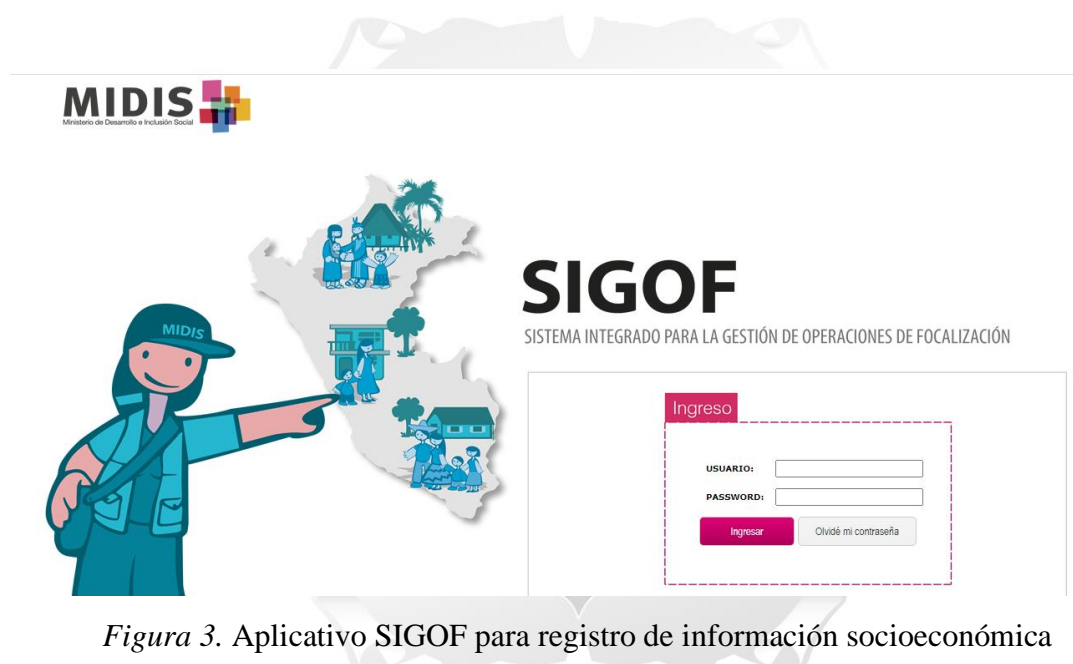 MIDIS
Ministerio de Desarrollo e Inclusión Social
MIDIS
SIGOF
SISTEMA INTEGRADO PARA LA GESTIÓN DE OPERACIONES DE FOCALIZACIÓN
Ingreso
USUARIO:
PASSWORD:
Ingresar Olvidé mi contraseña
Figura 3. Aplicativo SIGOF para registro de información socioeconómica